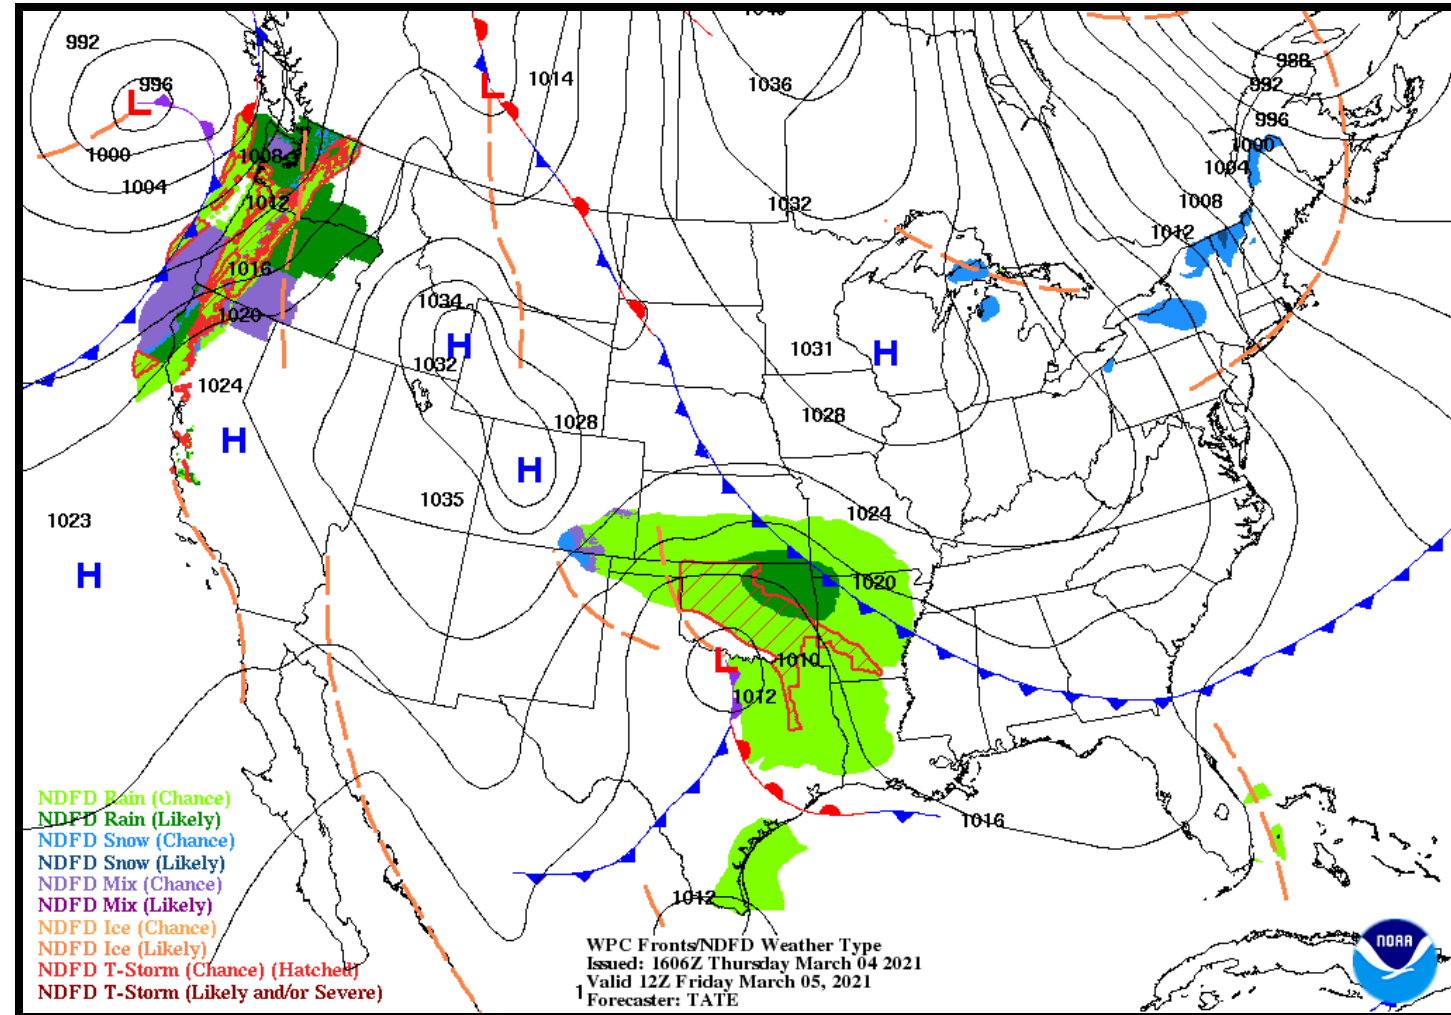 1040
992
996
1000
1004
1008
1012
1016
1020
1024
1014
1036
1032
988
992
996
1000
1004
1008
1012
L
L
1034
H
1032
1031
H
1028
1028
H
H
1035
1024
1023
H
1020
L
1010
1012
1016
1012
NDFD Rain (Chance)
NDFD Rain (Likely)
NDFD Snow (Chance)
NDFD Snow (Likely)
NDFD Mix (Chance)
NDFD Mix (Likely)
NDFD Ice (Chance)
NDFD Ice (Likely)
NDFD T-Storm (Chance) (Hatched)
NDFD T-Storm (Likely and/or Severe)
WPC Fronts/NDFD Weather Type
Issued: 1606Z Thursday March 04 2021
Valid 12Z Friday March 05, 2021
1 Forecaster: TATE
NOAA